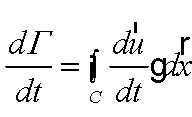 dΓ/dt = ∮_C du/dt g dx r